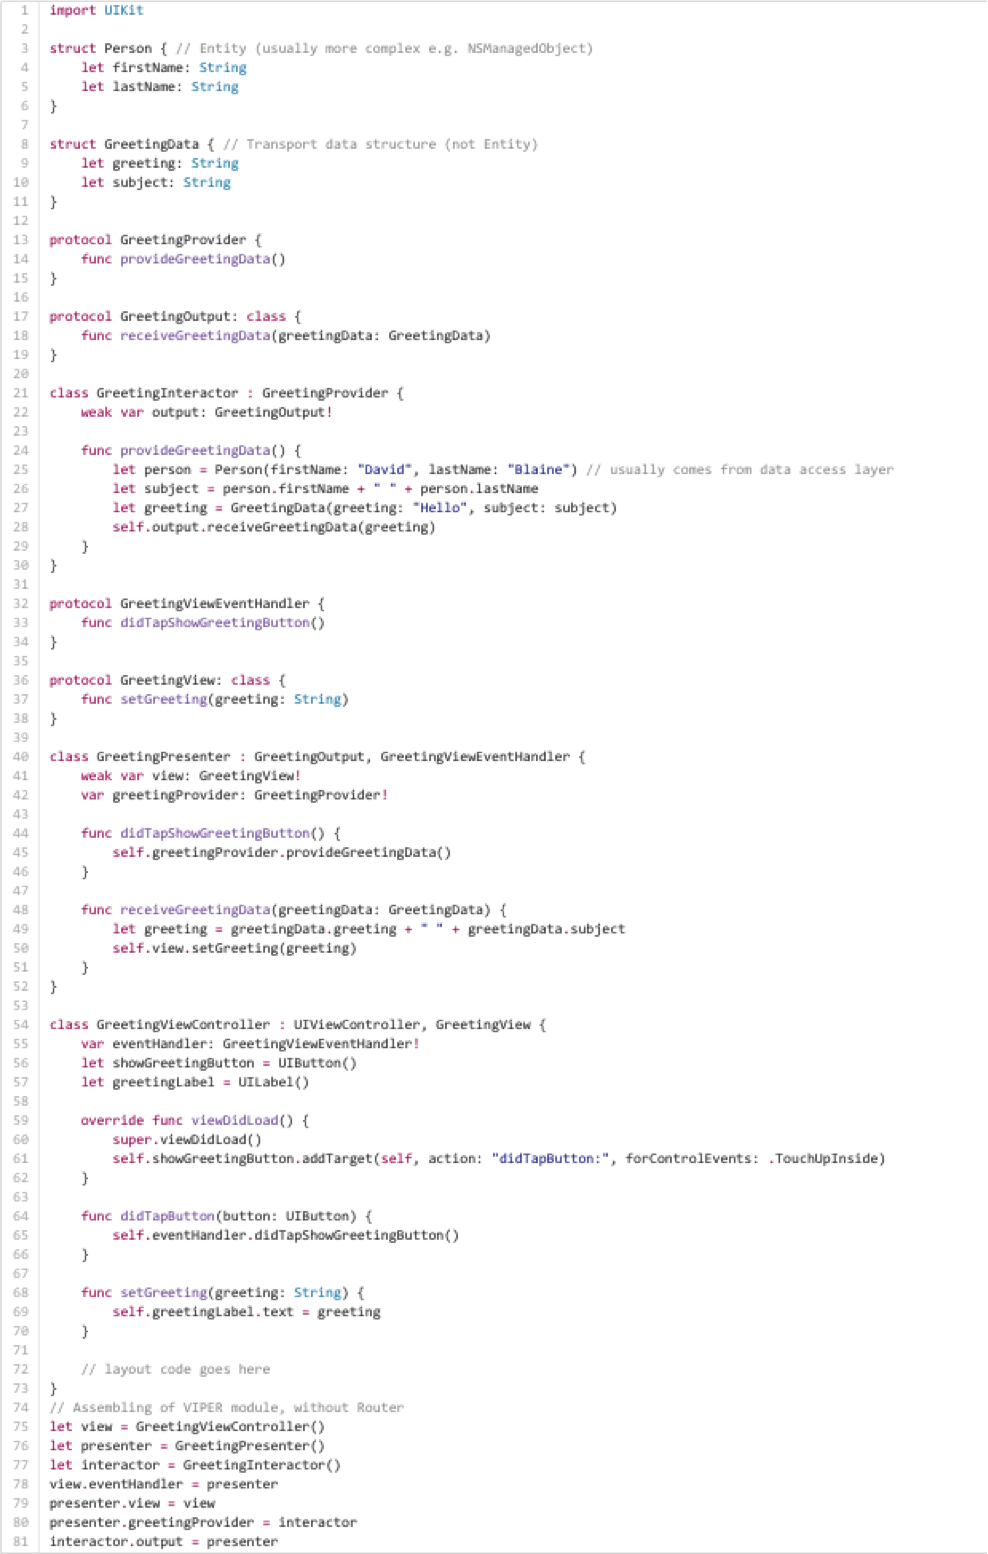 1 import UIKit
2
3 struct Person { // Entity (usually more complex e.g. NSManagedObject)
4     let firstName: String
5     let lastName: String
6 }
7
8 struct GreetingData { // Transport data structure (not Entity)
9     let greeting: String
10     let subject: String
11 }
12
13 protocol GreetingProvider {
14     func provideGreetingData()
15 }
16
17 protocol GreetingOutput: class {
18     func receiveGreetingData(greetingData: GreetingData)
19 }
20
21 class GreetingInteractor : GreetingProvider {
22     weak var output: GreetingOutput!
23
24     func provideGreetingData() {
25         let person = Person(firstName: "David", lastName: "Blaine") // usually comes from data access layer
26         let subject = person.firstName + " " + person.lastName
27         let greeting = GreetingData(greeting: "Hello", subject: subject)
28         self.output.receiveGreetingData(greeting)
29     }
30 }
31
32 protocol GreetingViewEventHandler {
33     func didTapShowGreetingButton()
34 }
35
36 protocol GreetingView: class {
37     func setGreeting(greeting: String)
38 }
39
40 class GreetingPresenter : GreetingOutput, GreetingViewEventHandler {
41     weak var view: GreetingView!
42     var greetingProvider: GreetingProvider!
43
44     func didTapShowGreetingButton() {
45         self.greetingProvider.provideGreetingData()
46     }
47
48     func receiveGreetingData(greetingData: GreetingData) {
49         let greeting = greetingData.greeting + " " + greetingData.subject
50         self.view.setGreeting(greeting)
51     }
52 }
53
54 class GreetingViewController : UIViewController, GreetingView {
55     var eventHandler: GreetingViewEventHandler!
56     let showGreetingButton = UIButton()
57     let greetingLabel = UILabel()
58
59     override func viewDidLoad() {
60         super.viewDidLoad()
61         self.showGreetingButton.addTarget(self, action: "didTapButton:", forControlEvents: .TouchUpInside)
62     }
63
64     func didTapButton(button: UIButton) {
65         self.eventHandler.didTapShowGreetingButton()
66     }
67
68     func setGreeting(greeting: String) {
69         self.greetingLabel.text = greeting
70     }
71
72     // layout code goes here
73 }
74 // Assembling of VIPER module, without Router
75 let view = GreetingViewController()
76 let presenter = GreetingPresenter()
77 let interactor = GreetingInteractor()
78 view.eventHandler = presenter
79 presenter.view = view
80 presenter.greetingProvider = interactor
81 interactor.output = presenter